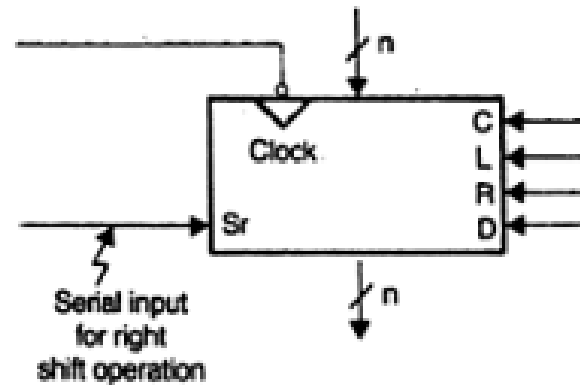 n
Clock
C
L
R
D
Sr
Serial input
for right
shift operation
n